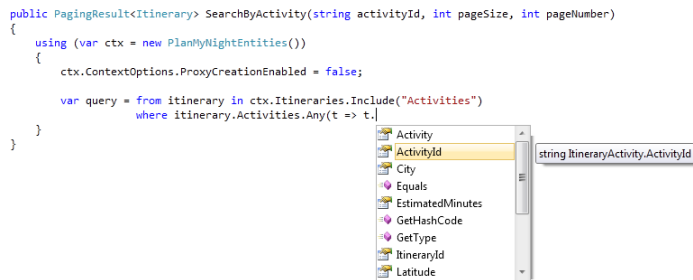 public PagingResult<Itinerary> SearchByActivity(string activityId, int pageSize, int pageNumber)
{
    using (var ctx = new PlanMyNightEntities())
    {
        ctx.ContextOptions.ProxyCreationEnabled = false;

        var query = from itinerary in ctx.Itineraries.Include("Activities")
                    where itinerary.Activities.Any(t => t.
    }
}
Activity
ActivityId
string ItineraryActivity.ActivityId
City
Equals
EstimatedMinutes
GetHashCode
GetType
ItineraryId
Latitude